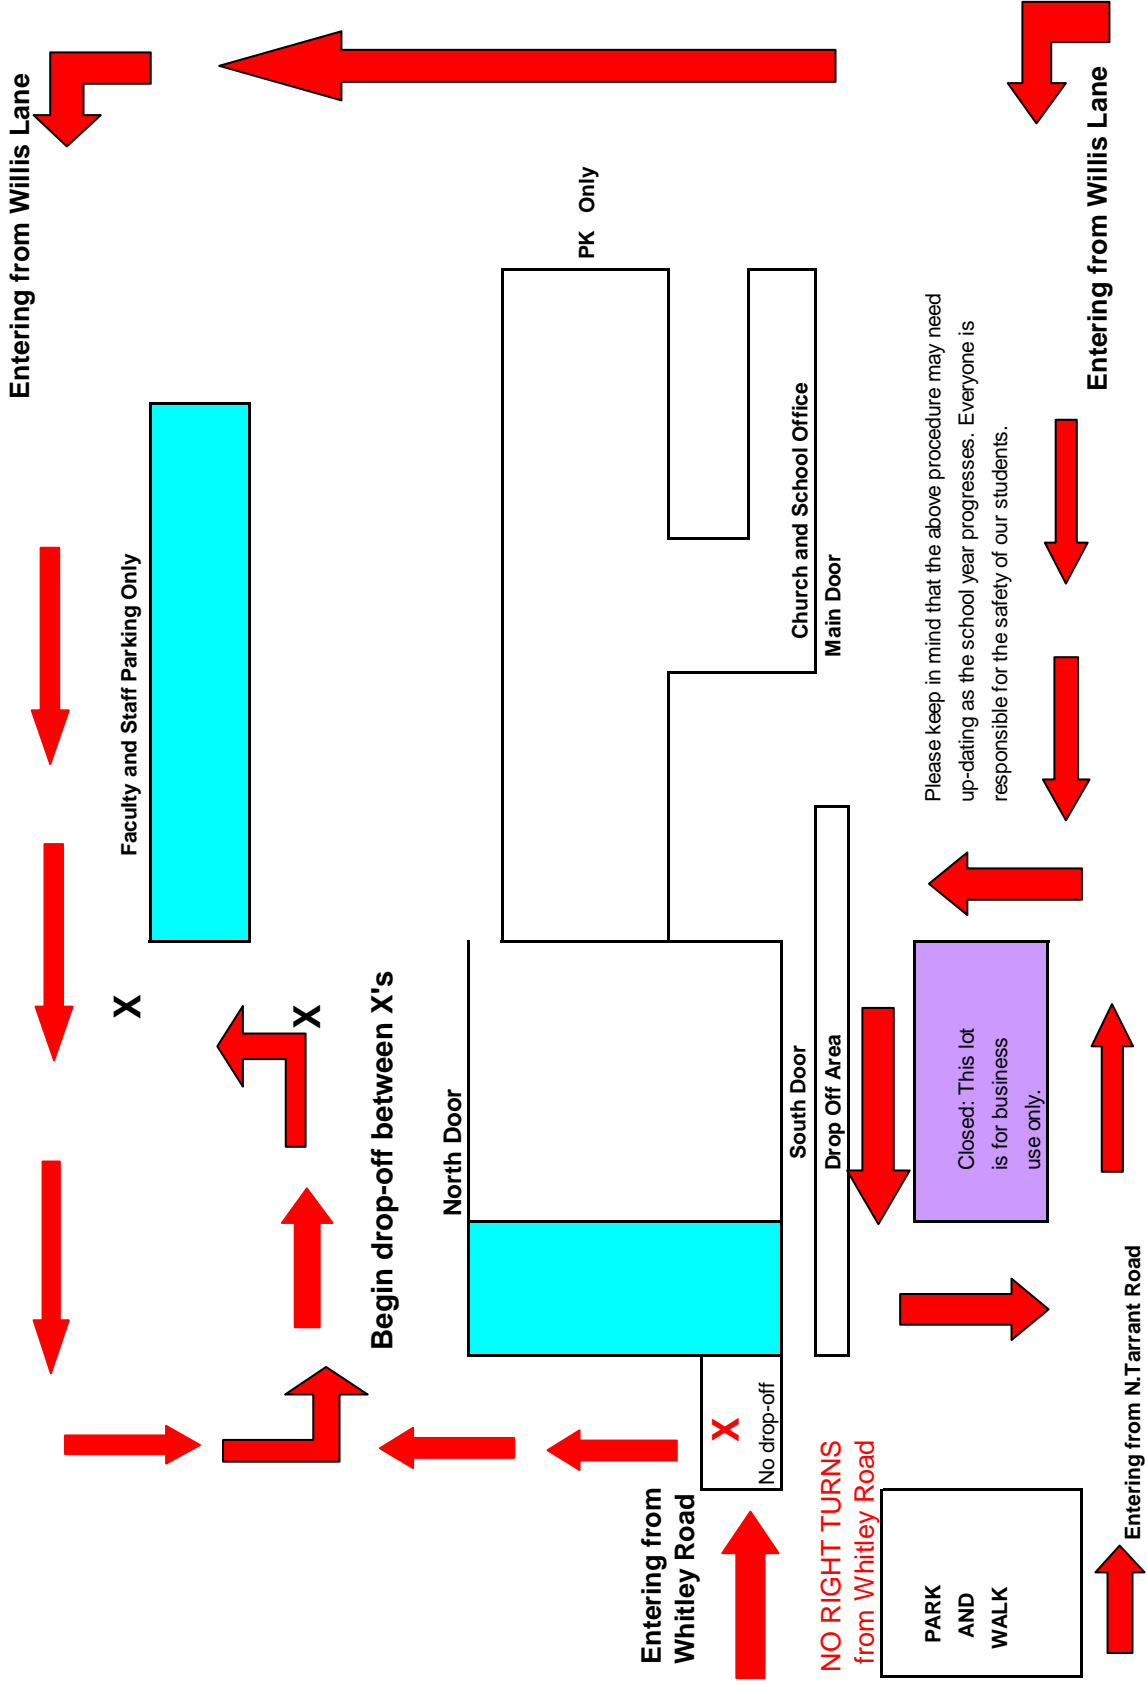 Entering from Willis Lane
Faculty and Staff Parking Only
X
X
Begin drop-off between X's
North Door
PK Only
Entering from
Whitley Road
X
No drop-off
South Door
Drop Off Area
Church and School Office
Main Door
NO RIGHT TURNS
from Whitley Road
PARK
AND
WALK
Closed: This lot
is for business
use only.
Please keep in mind that the above procedure may need
up-dating as the school year progresses. Everyone is
responsible for the safety of our students.
Entering from Willis Lane
Entering from N.Tarrant Road